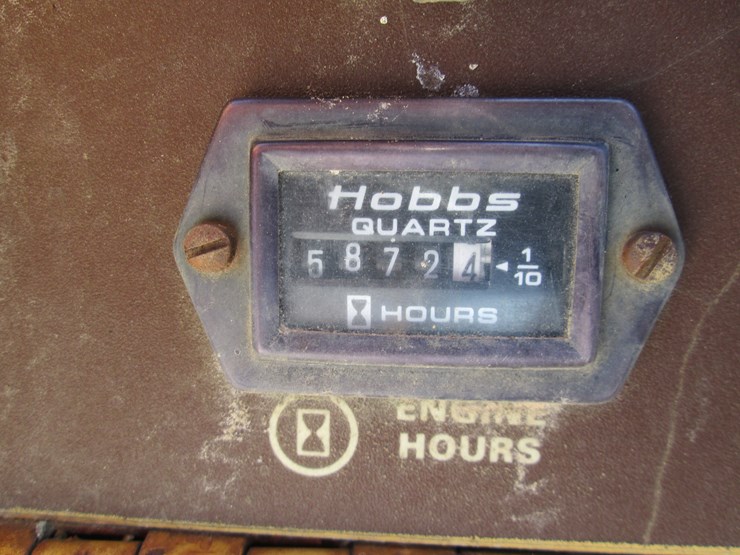 Hobbs
QUARTZ
58724 ◄ 1/10
HOURS
ENGINE
HOURS